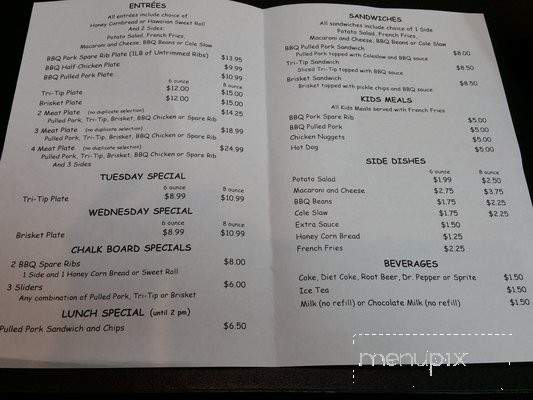 ENTRÉES
All entrées include choice of
Honey Cornbread or Hawaiian Sweet Roll
And 2 Sides:
Potato Salad, French Fries,
Macaroni and Cheese, BBQ Beans or Cole Slaw
BBQ Pork Spare Rib Plate (1LB of Untrimmed Ribs) $13.95
BBQ Half-Chicken Plate $9.99
BBQ Pulled Pork Plate $10.99
6 ounce 8 ounce
Tri-Tip Plate $12.00 $15.00
Brisket Plate $12.00 $15.00
2 Meat Plate (no duplicate selection) $14.25
Pulled Pork, Tri-Tip, Brisket, BBQ Chicken or Spare Rib
3 Meat Plate (no duplicate selection) $18.99
Pulled Pork, Tri-Tip, Brisket, BBQ Chicken or Spare Rib
4 Meat Plate (no duplicate selection) $24.99
Pulled Pork, Tri-Tip, Brisket, BBQ Chicken or Spare Rib
And 3 Sides
TUESDAY SPECIAL
6 ounce 8 ounce
Tri-Tip Plate $8.99 $10.99
WEDNESDAY SPECIAL
6 ounce 8 ounce
Brisket Plate $8.99 $10.99
CHALK BOARD SPECIALS
2 BBQ Spare Ribs $8.00
1 Side and 1 Honey Corn Bread or Sweet Roll
3 Sliders $6.00
Any combination of Pulled Pork, Tri-Tip or Brisket
LUNCH SPECIAL (until 2 pm)
Pulled Pork Sandwich and Chips $6.50
SANDWICHES
All sandwiches include choice of 1 Side
Potato Salad, French Fries,
Macaroni and Cheese, BBQ Beans or Cole Slaw
BBQ Pulled Pork Sandwich $8.00
Pulled Pork topped with Coleslaw and BBQ sauce
Tri-Tip Sandwich $8.50
Sliced Tri-Tip topped with BBQ sauce
Brisket Sandwich $8.50
Brisket topped with pickle chips and BBQ sauce
KIDS MEALS
All Kids Meals served with French Fries
BBQ Pork Spare Rib $5.00
BBQ Pulled Pork $5.00
Chicken Nuggets $5.00
Hot Dog $5.00
SIDE DISHES
6 ounce 8 ounce
Potato Salad $1.99 $2.50
Macaroni and Cheese $2.75 $3.75
BBQ Beans $1.75 $2.25
Cole Slaw $1.75 $2.25
Extra Sauce $1.50
Honey Corn Bread $1.25
French Fries $2.25
BEVERAGES
Coke, Diet Coke, Root Beer, Dr. Pepper or Sprite $1.50
Ice Tea $1.50
Milk (no refill) or Chocolate Milk (no refill) $1.50
menupix